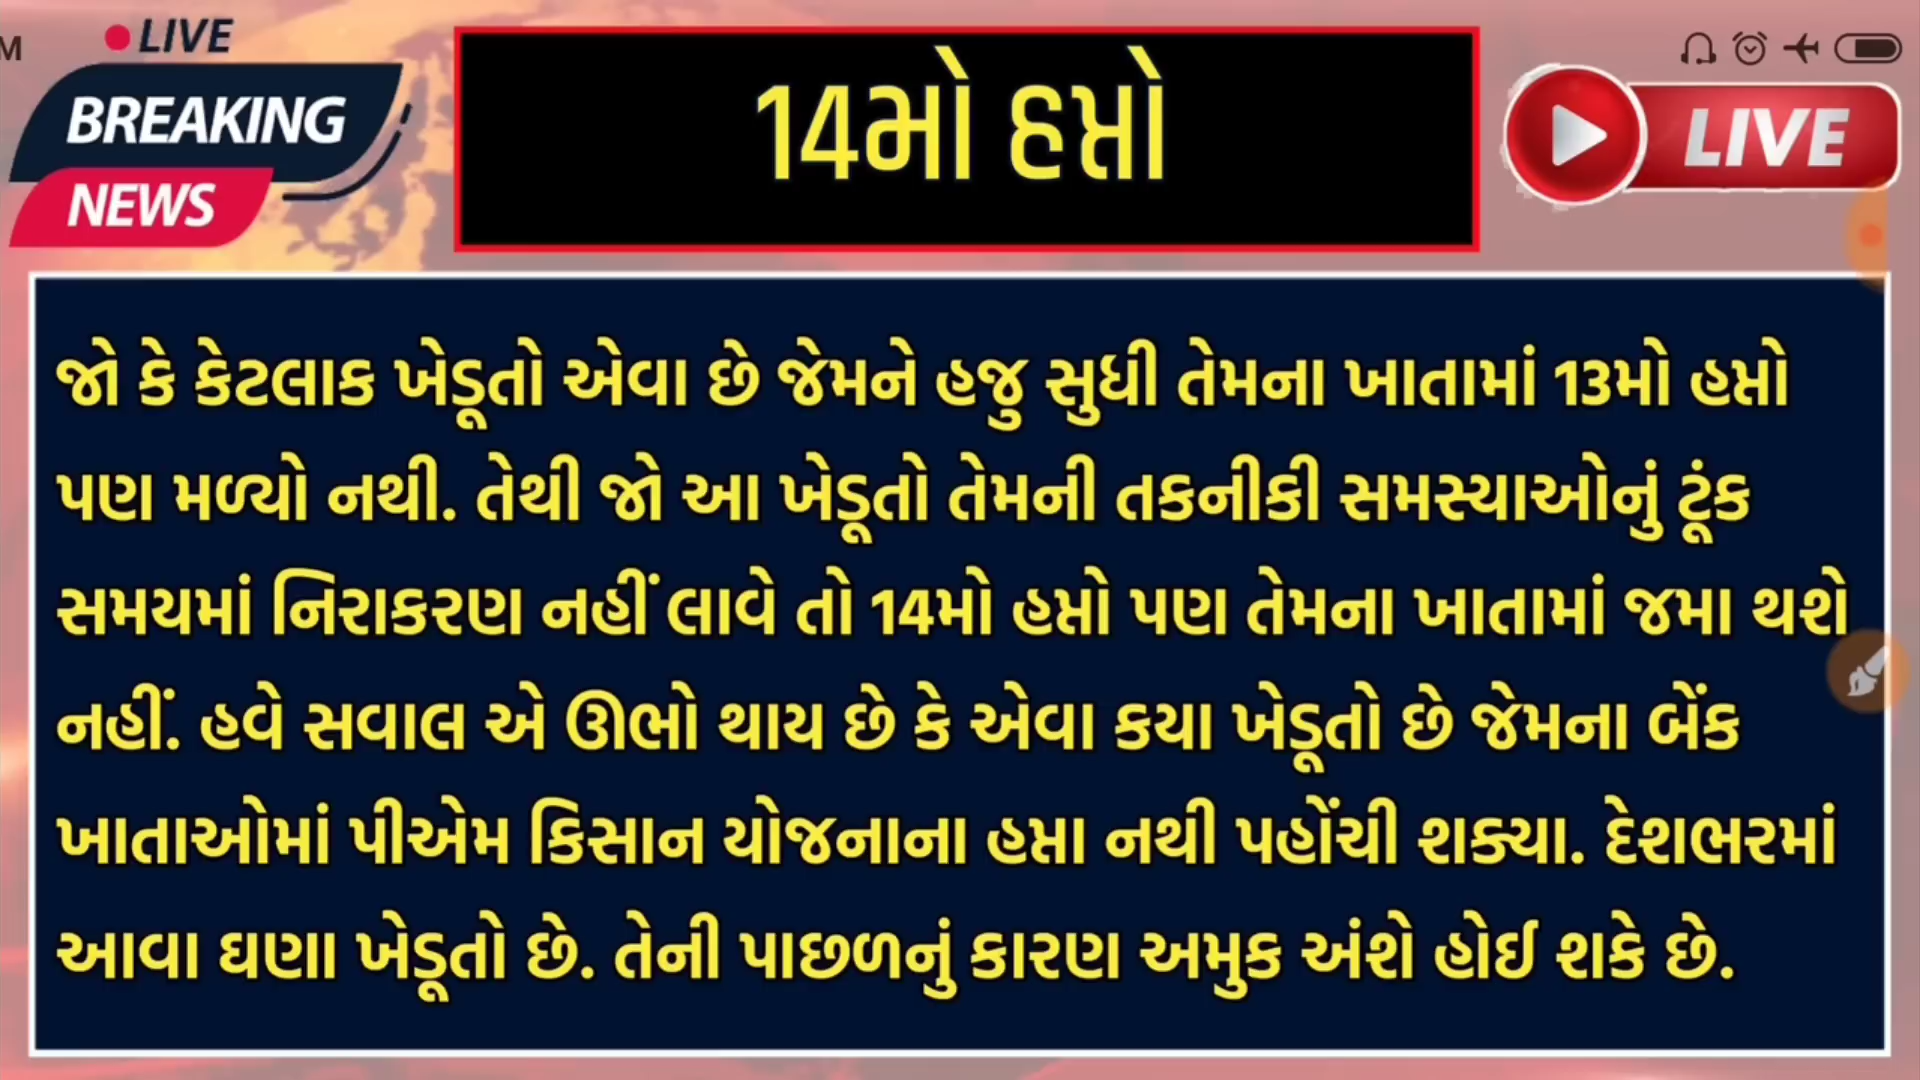 M
LIVE
BREAKING
NEWS
14મો હપ્તો
LIVE
જો કે કેટલાક ખેડૂતો એવા છે જેમને હજુ સુધી તેમના ખાતામાં 13મો હપ્તો
પણ મળ્યો નથી. તેથી જો આ ખેડૂતો તેમની તકનીકી સમસ્યાઓનું ટૂંક
સમયમાં નિરાકરણ નહીં લાવે તો 14મો હપ્તો પણ તેમના ખાતામાં જમા થશે
નહીં. હવે સવાલ એ ઊભો થાય છે કે એવા કયા ખેડૂતો છે જેમના બેંક
ખાતાઓમાં પીએમ કિસાન યોજનાના હપ્તા નથી પહોંચી શક્યા. દેશભરમાં
આવા ઘણા ખેડૂતો છે. તેની પાછળનું કારણ અમુક અંશે હોઈ શકે છે.